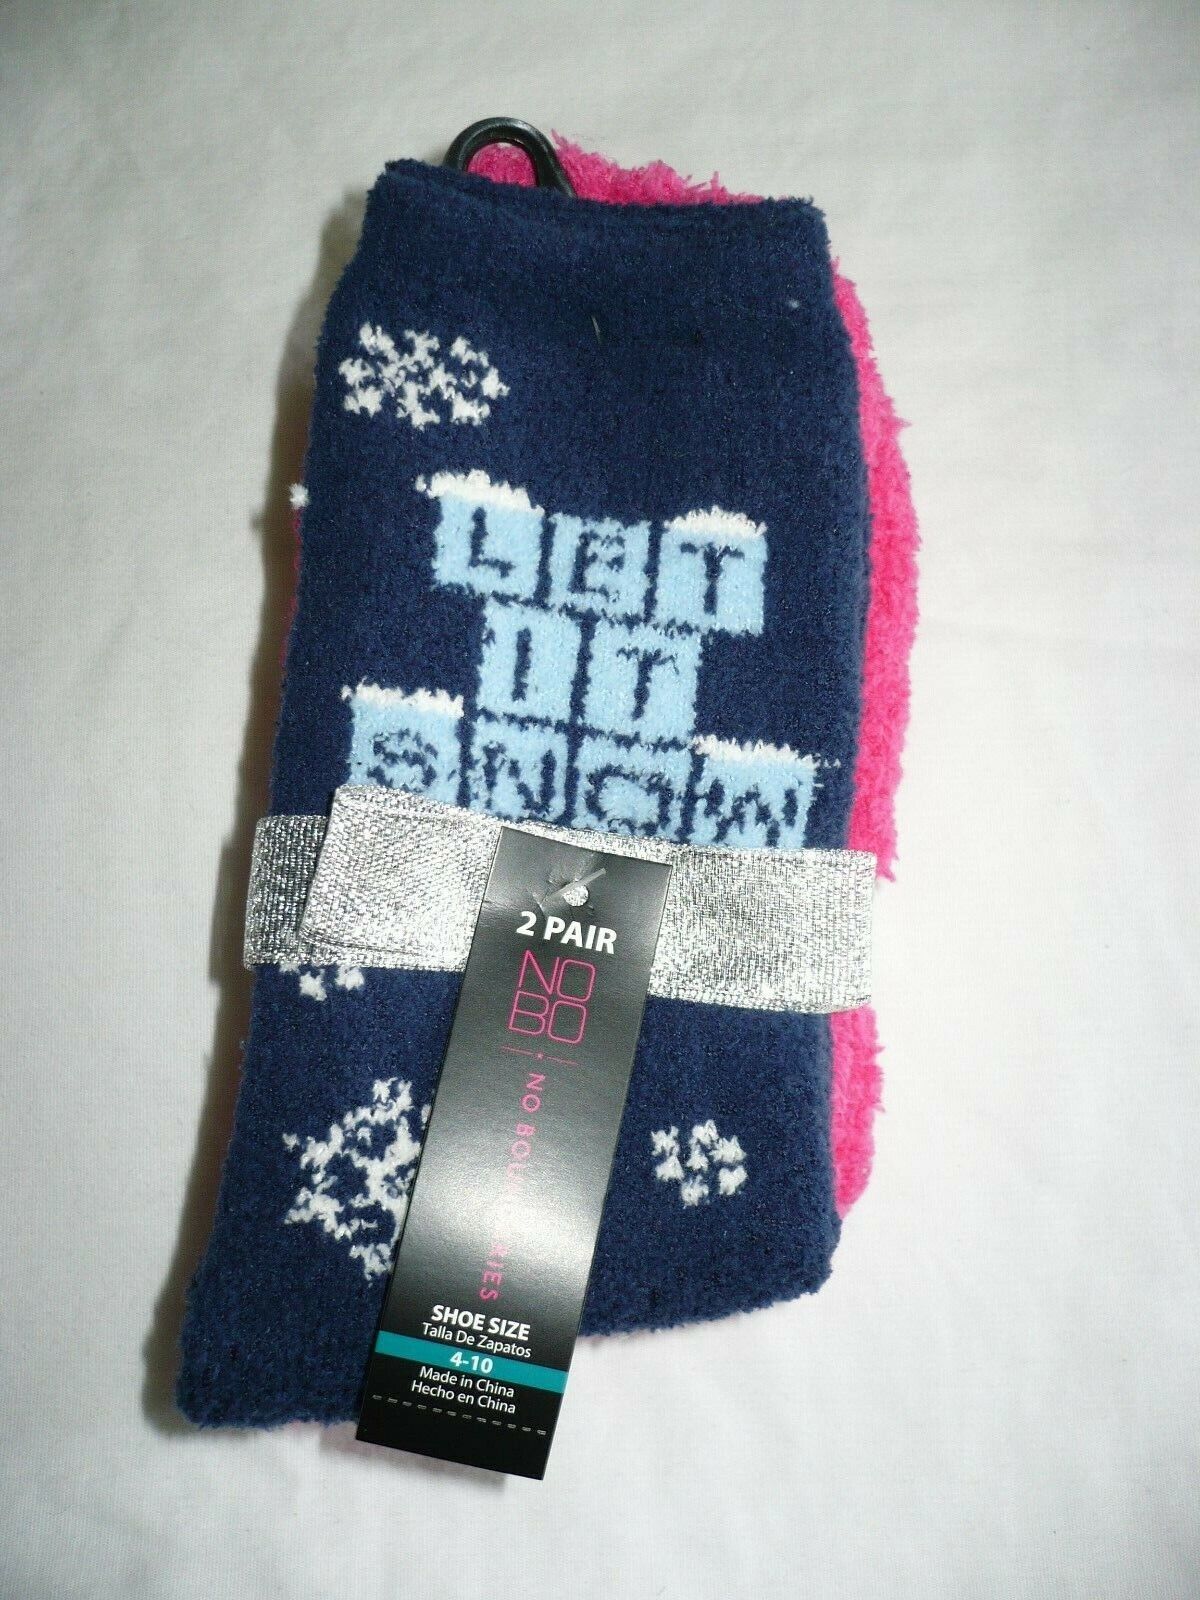 LET
IT
SNOW
2 PAIR
NO
BO
NO BOUNDARIES
SHOE SIZE
Talla De Zapatos
4-10
Made in China
Hecho en China